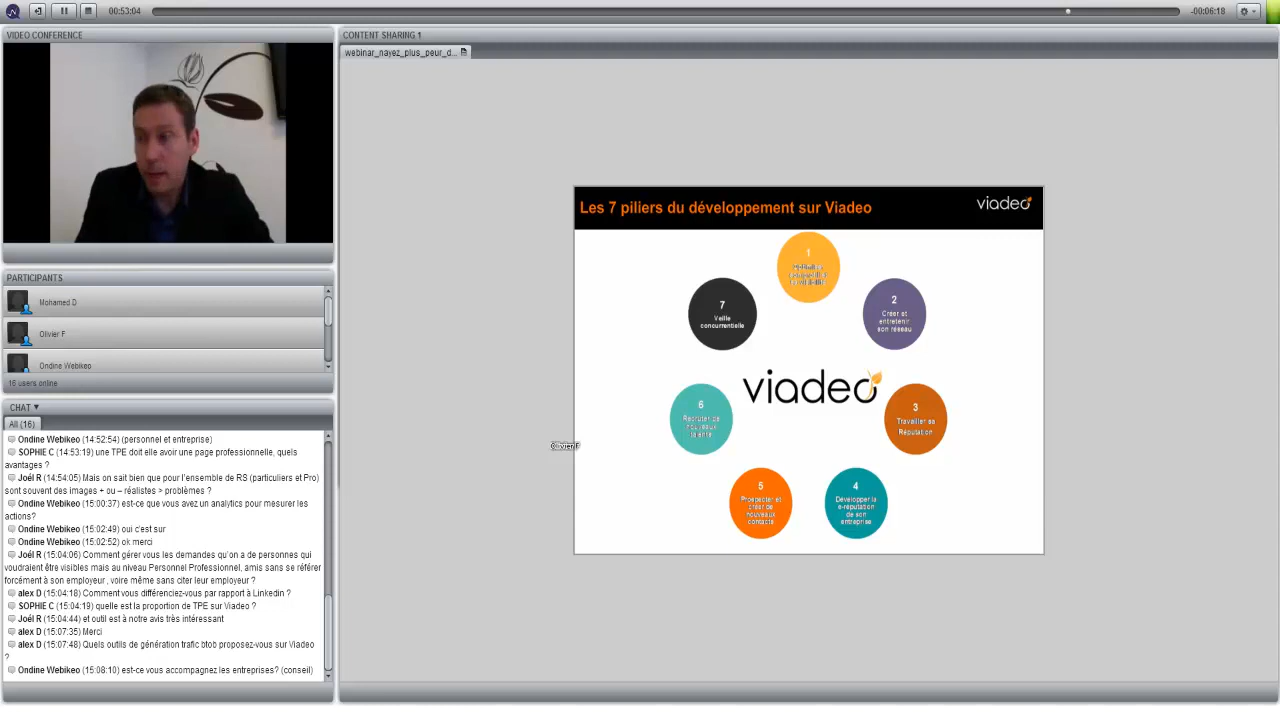 00:53:04
-00:06:18
VIDEO CONFERENCE
CONTENT SHARING 1
webinar_nayez_plus_peur_d...
PARTICIPANTS
Mohamed D
Olivier F
Ondine Webikeo
16 users online
CHAT
All (16)
Ondine Webikeo (14:52:54) (personnel et entreprise)
SOPHIE C (14:53:19) une TPE doit elle avoir une page professionnelle, quels
avantages ?
Joël R (14:54:05) Mais on sait bien que pour l'ensemble de RS (particuliers et Pro)
sont souvent des images + ou – réalistes > problèmes ?
Ondine Webikeo (15:00:37) est-ce que vous avez un analytics pour mesurer les
actions?
Ondine Webikeo (15:02:49) oui c'est sur
Ondine Webikeo (15:02:52) ok merci
Joël R (15:04:06) Comment gérer vous les demandes qu'on a de personnes qui
voudraient être visibles mais au niveau Personnel Professionnel, amis sans se référer
forcément à son employeur , voire même sans citer leur employeur ?
alex D (15:04:18) Comment vous différenciez-vous par rapport à Linkedin ?
SOPHIE C (15:04:19) quelle est la proportion de TPE sur Viadeo ?
Joël R (15:04:44) et outil est à notre avis très intéressant
alex D (15:07:35) Merci
alex D (15:07:48) Quels outils de génération trafic btob proposez-vous sur Viadeo
?
Ondine Webikeo (15:08:10) est-ce vous accompagnez les entreprises? (conseil)
Les 7 piliers du développement sur Viadeo
viadeo
1
2
Créer et
entretenir
son réseau
3
Travailler sa
Réputation
4
Développer la
e-réputation
de son
entreprise
5
Prospecter et
créer de
nouveaux
contacts
6
Recruter de
nouveaux
talents
7
Veille
concurrentielle
viadeo
Olivier F